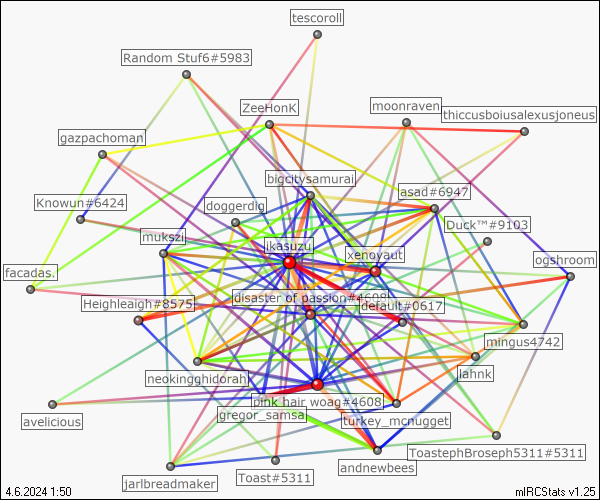 tescoroll
Random Stuf6#5983
ZeeHonK
moonraven
thiccusboiusalexusjoneus
gazpachoman
bigcitysamurai
asad#6947
Knowun#6424
doggerdig
Duck™#9103
mukszi
ikasuzu
xenoyaut
ogshroom
facadas.
Heighleaigh#8575
disaster of passion#4608
default#0617
mingus4742
neokingghidorah
iahnk
pink hair woag#4608
avelicious
gregor_samsa
turkey_mcnugget
ToastephBroseph5311#5311
andnewbees
jarlbreadmaker
Toast#5311
4.6.2024 1:50
mIRCStats v1.25